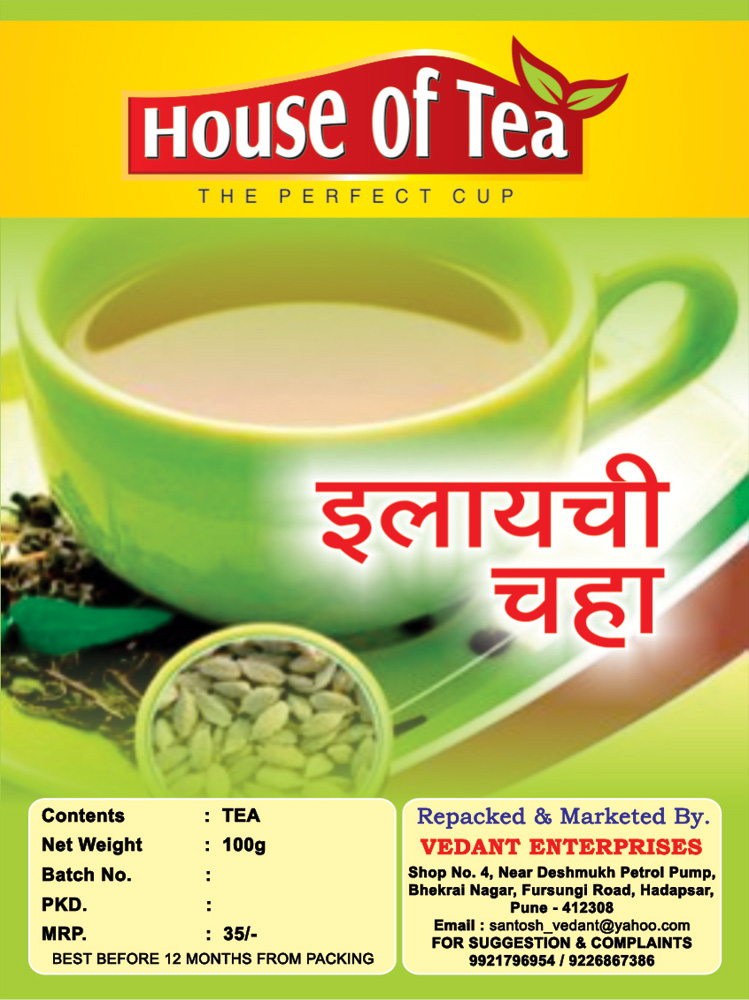 House of Tea
THE PERFECT CUP
इलायची
चहा
Contents : TEA
Net Weight : 100g
Batch No. :
PKD. :
MRP. : 35/-
BEST BEFORE 12 MONTHS FROM PACKING
Repacked & Marketed By.
VEDANT ENTERPRISES
Shop No. 4, Near Deshmukh Petrol Pump,
Bhekrai Nagar, Fursungi Road, Hadapsar,
Pune - 412308
Email : santosh_vedant@yahoo.com
FOR SUGGESTION & COMPLAINTS
9921796954 / 9226867386